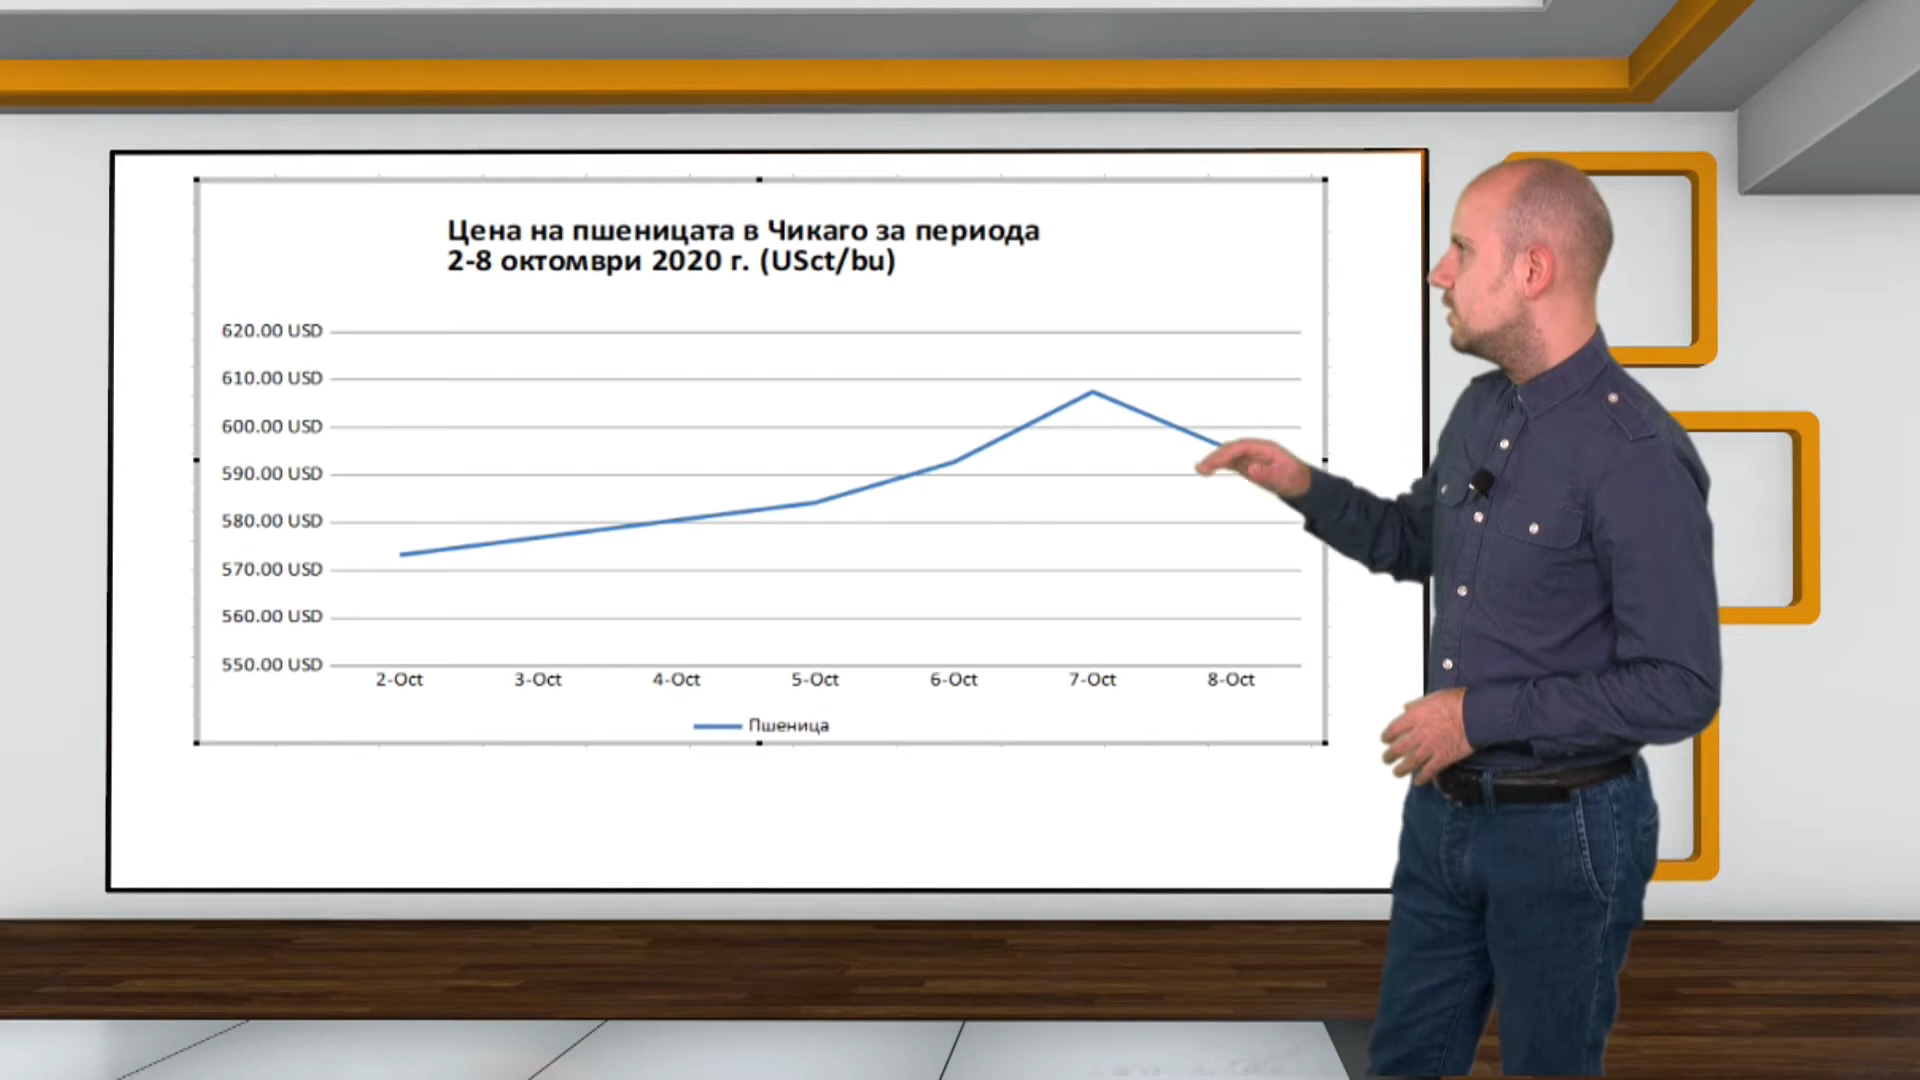 Цена на пшеницата в Чикаго за периода
2-8 октомври 2020 г. (USct/bu)
620.00 USD
610.00 USD
600.00 USD
590.00 USD
580.00 USD
570.00 USD
560.00 USD
550.00 USD
2-Oct 3-Oct 4-Oct 5-Oct 6-Oct 7-Oct 8-Oct
Пшеница